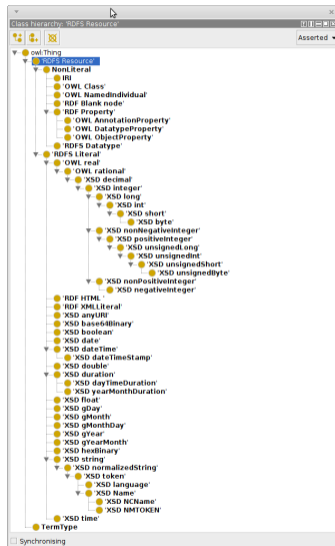 Class hierarchy: 'RDFS Resource'
Asserted
owl:Thing
'RDFS Resource'
NonLiteral
IRI
'OWL Class'
'OWL NamedIndividual'
'RDF Blank node'
'RDF Property'
'OWL AnnotationProperty'
'OWL DatatypeProperty'
'OWL ObjectProperty'
'RDFS Datatype'
'RDFS Literal'
'OWL real'
'OWL rational'
'XSD decimal'
'XSD integer'
'XSD long'
'XSD int'
'XSD short'
'XSD byte'
'XSD nonNegativeInteger'
'XSD positiveInteger'
'XSD unsignedLong'
'XSD unsignedInt'
'XSD unsignedShort'
'XSD unsignedByte'
'XSD nonPositiveInteger'
'XSD negativeInteger'
'RDF HTML '
'RDF XMLLiteral'
'XSD anyURI'
'XSD base64Binary'
'XSD boolean'
'XSD date'
'XSD dateTime'
'XSD dateTimeStamp'
'XSD double'
'XSD duration'
'XSD dayTimeDuration'
'XSD yearMonthDuration'
'XSD float'
'XSD gDay'
'XSD gMonth'
'XSD gMonthDay'
'XSD gYear'
'XSD gYearMonth'
'XSD hexBinary'
'XSD string'
'XSD normalizedString'
'XSD token'
'XSD language'
'XSD Name'
'XSD NCName'
'XSD NMTOKEN'
'XSD time'
TermType
Synchronising